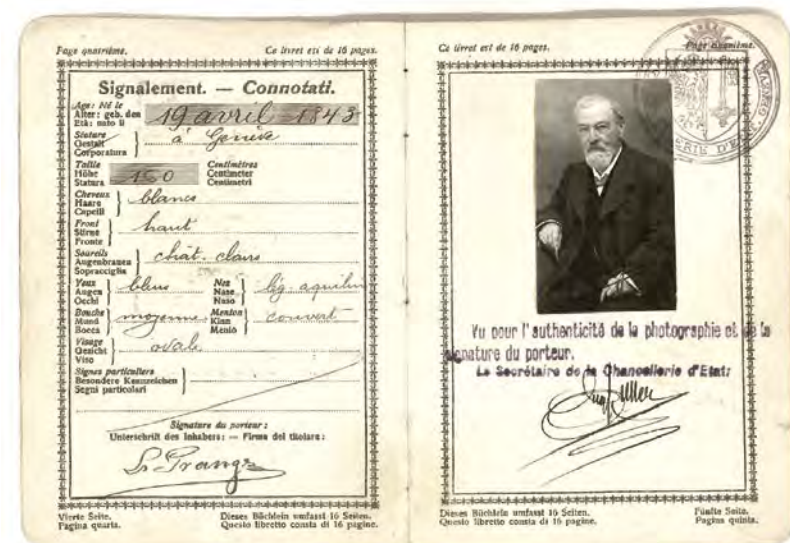 Page quatrième. Ce livret est de 16 pages.
Signalement. — Connotati.
Age: Né le
Alter: geb. den
Età: nato il
19 avril 1843
Stature
Gestalt
Corporatura
à Genève
Taille
Höhe
Statura
160
Centimètres
Centimeter
Centimetri
Cheveux
Haare
Capelli
blancs
Front
Stirne
Fronte
haut
Sourcils
Augenbrauen
Sopracciglia
chât. clairs
Yeux
Augen
Occhi
bleus
Nez
Nase
Naso
lég. aquilin
Bouche
Mund
Bocca
moyenne
Menton
Kinn
Mento
couvert
Visage
Gesicht
Viso
ovale
Signes particuliers
Besondere Kennzeichen
Segni particolari
Signature du porteur:
Unterschrift des Inhabers: — Firma del titolare:
Vierte Seite. Dieses Büchlein umfasst 16 Seiten.
Pagina quarta. Questo libretto consta di 16 pagine.
Ce livret est de 16 pages.
Vu pour l'authenticité de la photographie et de la
signature du porteur.
Le Secrétaire de la Chancellerie d'Etat:
Dieses Büchlein umfasst 16 Seiten. Fünfte Seite.
Questo libretto consta di 16 pagine. Pagina quinta.